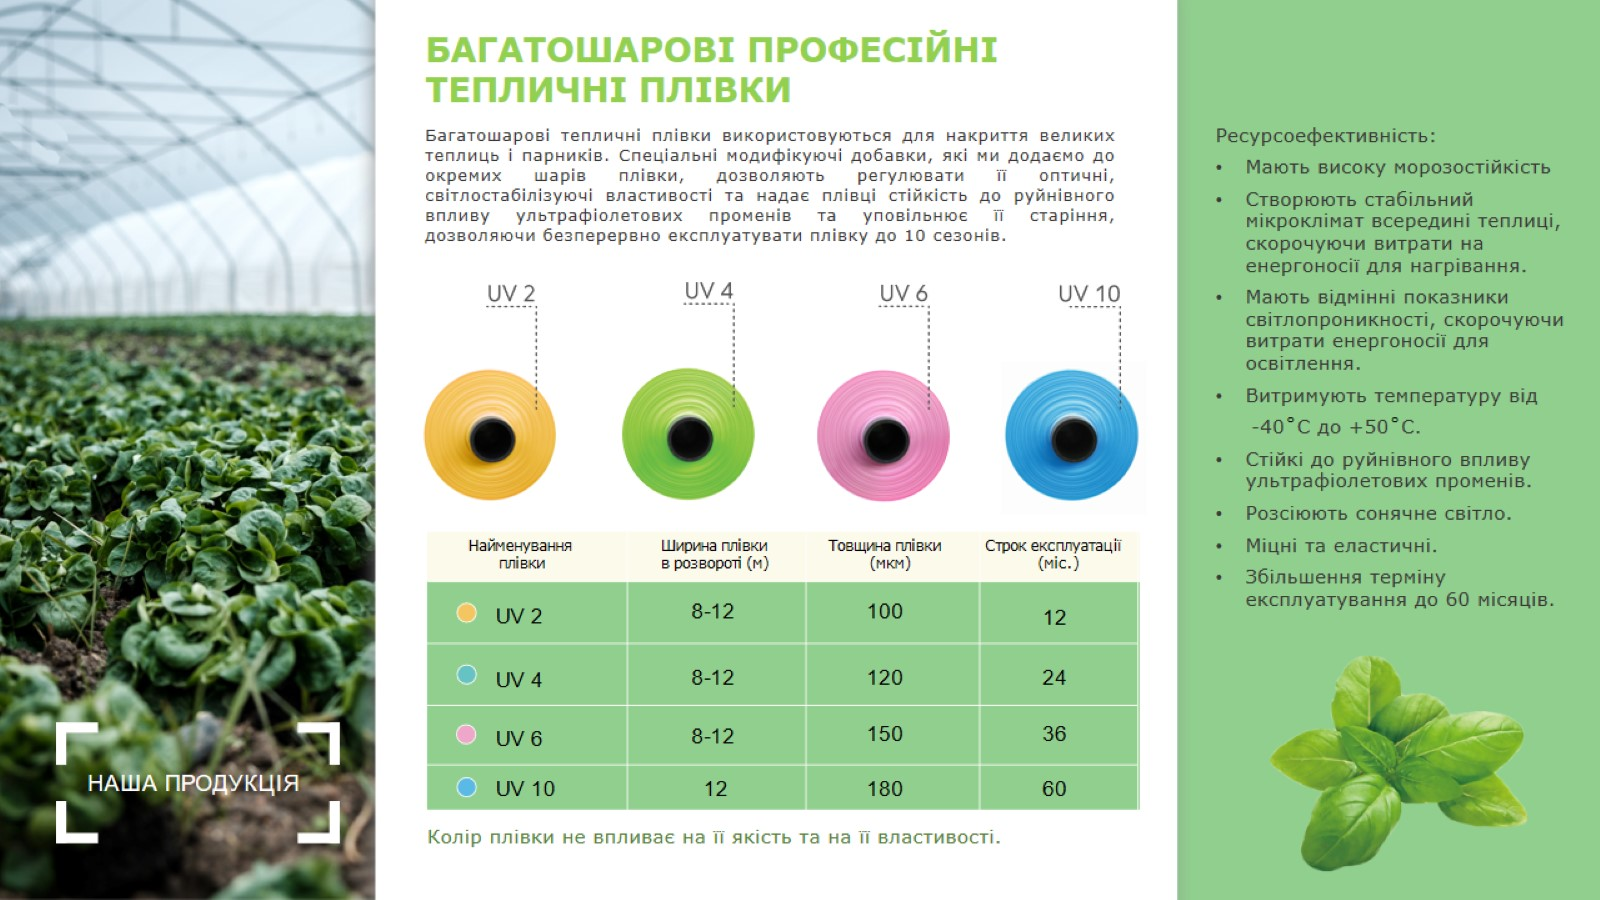 БАГАТОШАРОВІ ПРОФЕСІЙНІ
ТЕПЛИЧНІ ПЛІВКИ
Багатошарові тепличні плівки використовуються для накриття великих
теплиць і парників. Спеціальні модифікуючі добавки, які ми додаємо до
окремих шарів плівки, дозволяють регулювати її оптичні,
світлостабілізуючі властивості та надає плівці стійкість до руйнівного
впливу ультрафіолетових променів та уповільнює її старіння,
дозволяючи безперервно експлуатувати плівку до 10 сезонів.
UV 2 UV 4 UV 6 UV 10
Найменування плівки Ширина плівки в розвороті (м) Товщина плівки (мкм) Строк експлуатації (міс.)
UV 2 8-12 100 12
UV 4 8-12 120 24
UV 6 8-12 150 36
UV 10 12 180 60
Колір плівки не впливає на її якість та на її властивості.
НАША ПРОДУКЦІЯ
Ресурсоефективність:
• Мають високу морозостійкість
• Створюють стабільний
мікроклімат всередині теплиці,
скорочуючи витрати на
енергоносії для нагрівання.
• Мають відмінні показники
світлопроникності, скорочуючи
витрати енергоносії для
освітлення.
• Витримують температуру від
-40˚С до +50˚С.
• Стійкі до руйнівного впливу
ультрафіолетових променів.
• Розсіюють сонячне світло.
• Міцні та еластичні.
• Збільшення терміну
експлуатування до 60 місяців.